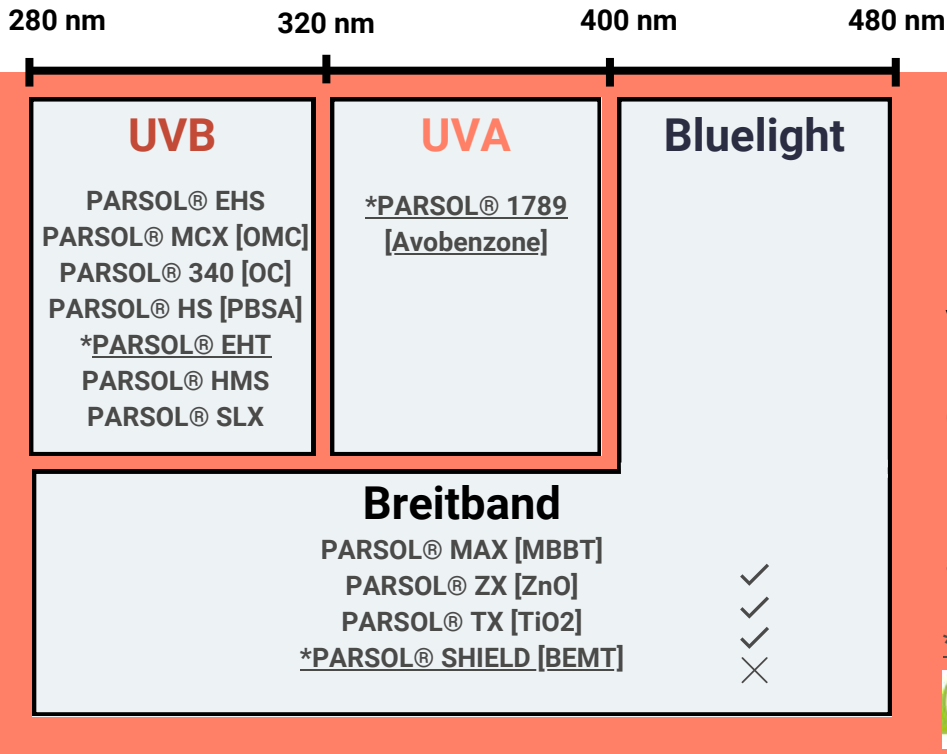 280 nm 320 nm 400 nm 480 nm
UVB
PARSOL® EHS
PARSOL® MCX [OMC]
PARSOL® 340 [OC]
PARSOL® HS [PBSA]
*PARSOL® EHT
PARSOL® HMS
PARSOL® SLX
UVA
*PARSOL® 1789
[Avobenzone]
Bluelight
Breitband
PARSOL® MAX [MBBT]
PARSOL® ZX [ZnO]
PARSOL® TX [TiO2]
*PARSOL® SHIELD [BEMT]